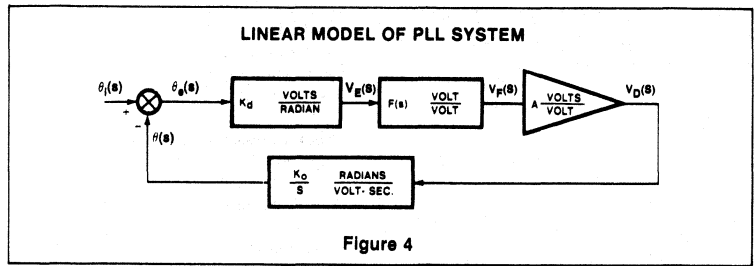 LINEAR MODEL OF PLL SYSTEM
θi(s) θe(s) VE(S) VF(S) VD(S)
+
Kd VOLTS/RADIAN
F(s) VOLT/VOLT
A VOLTS/VOLT
−
θ(s)
Ko/S RADIANS/VOLT-SEC.
Figure 4